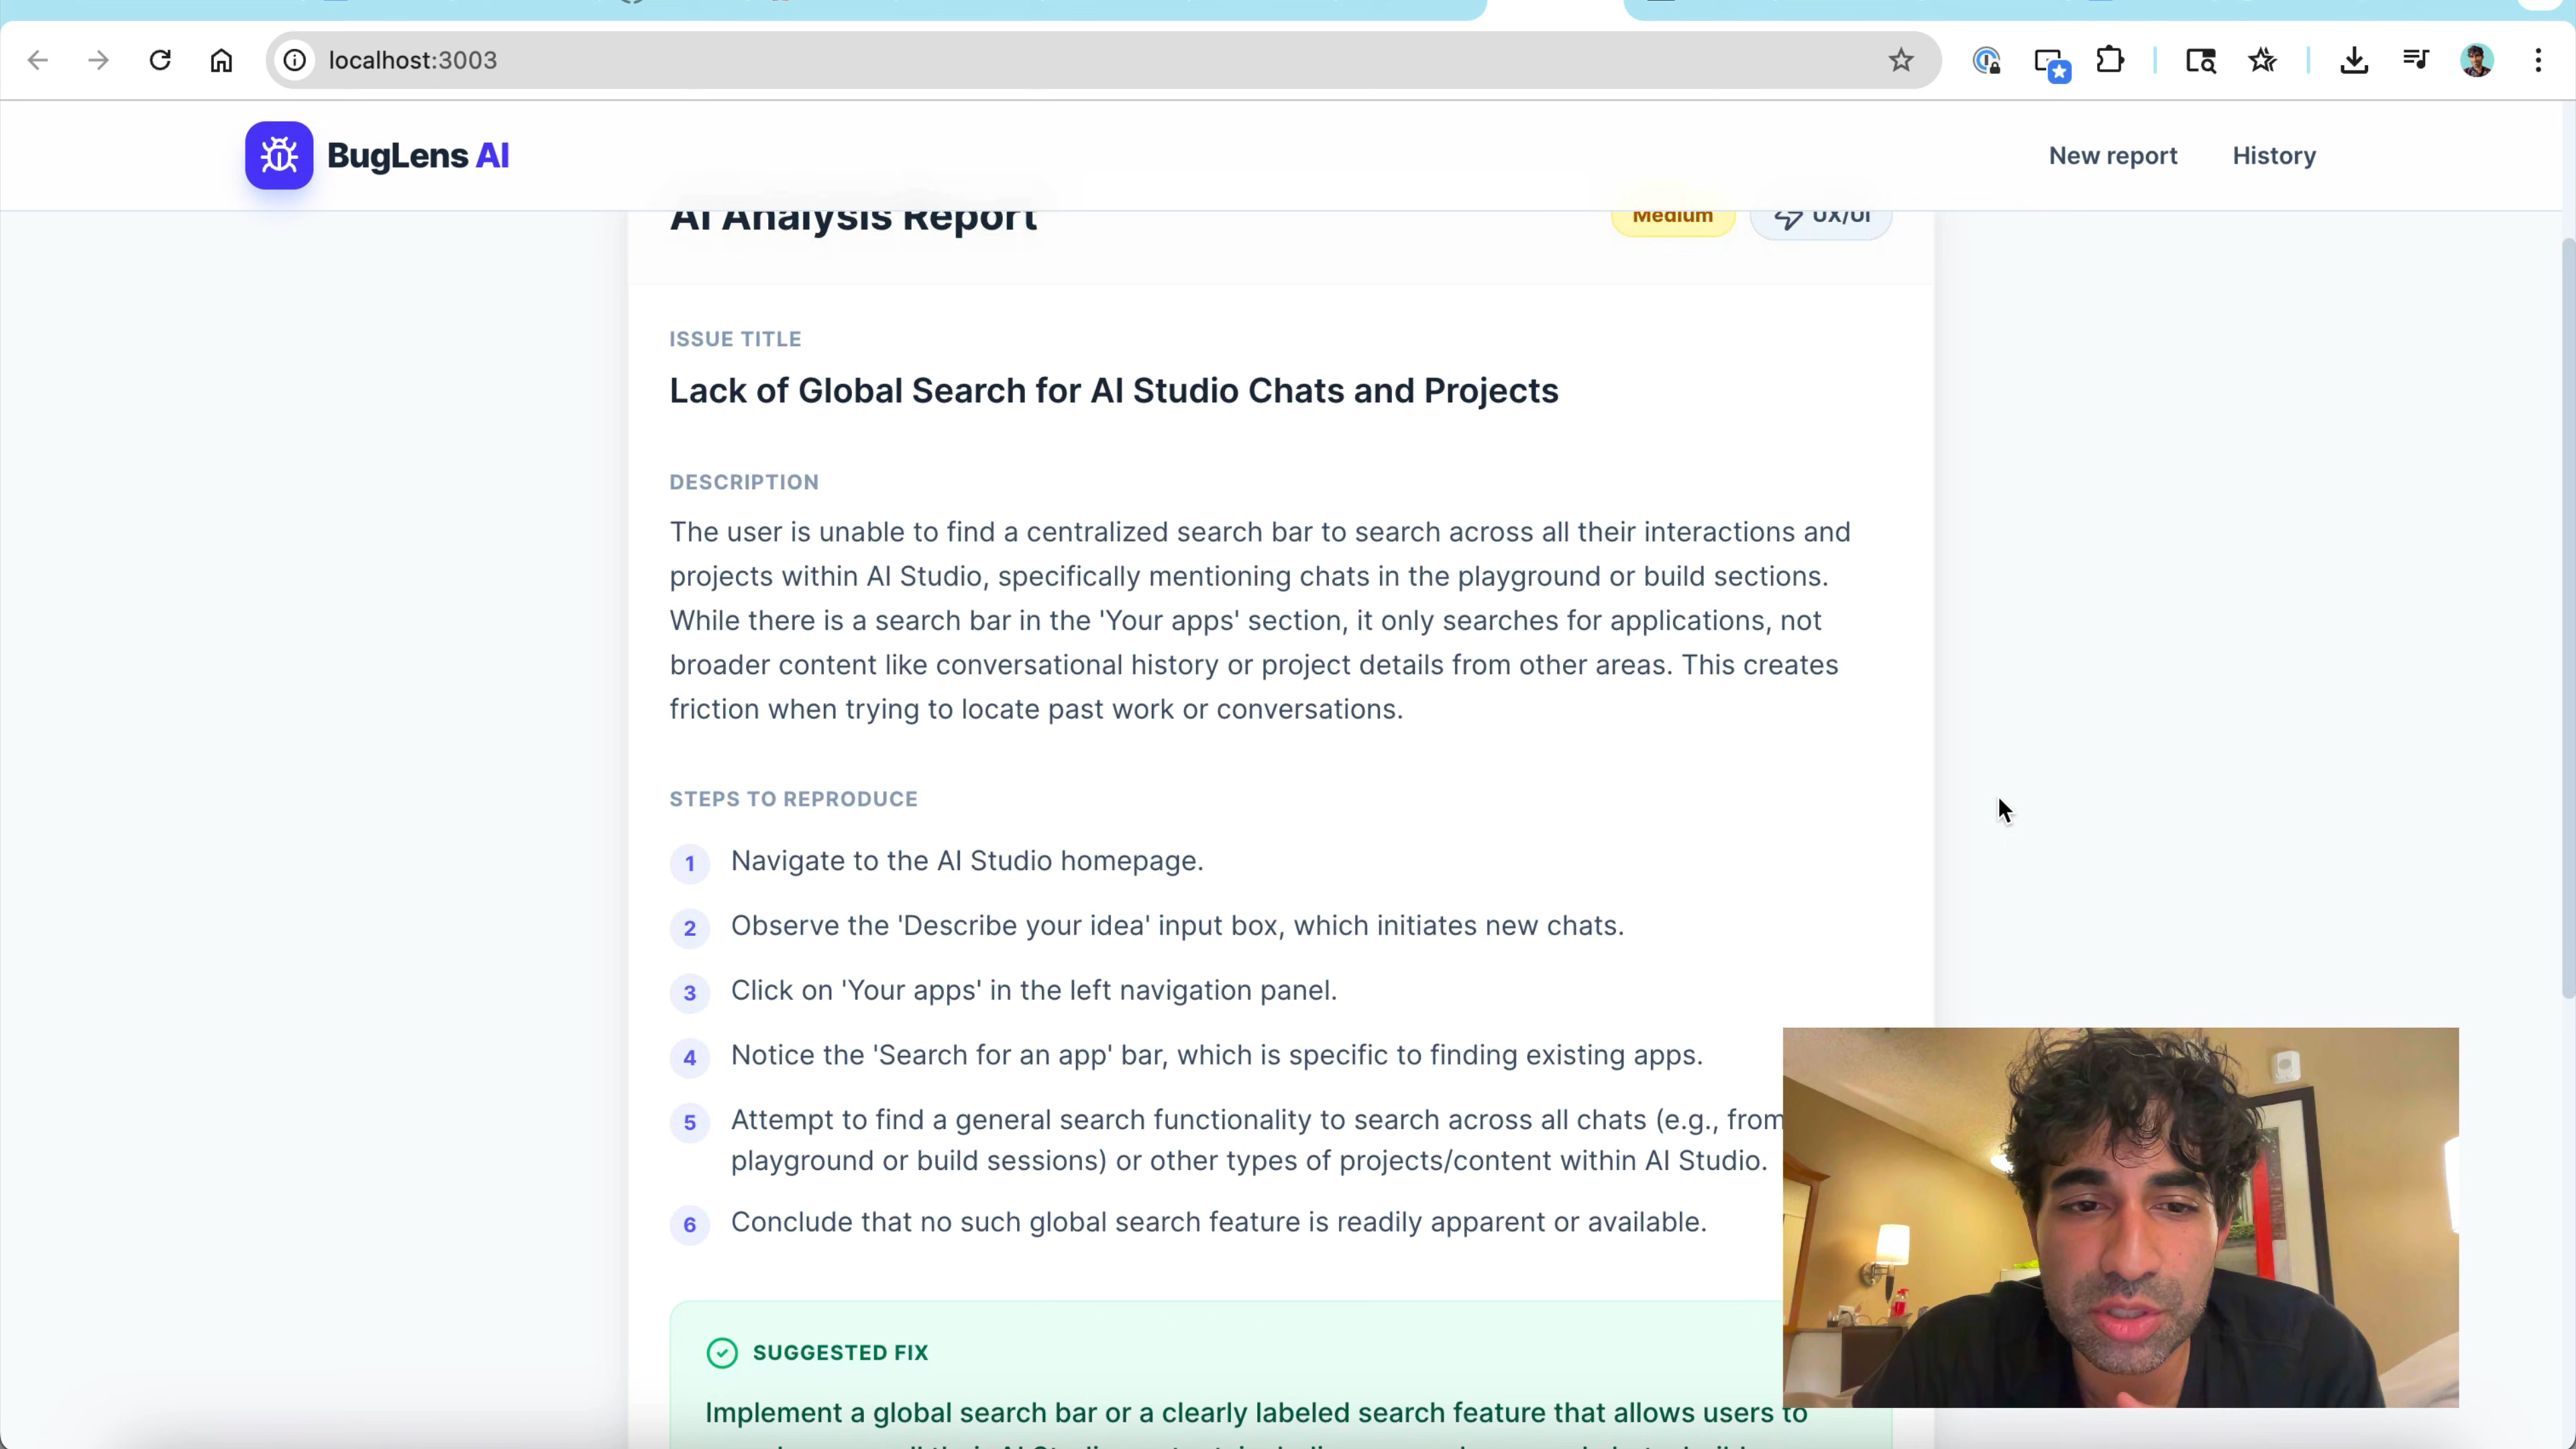 localhost:3003
BugLens AI
New report
History
AI Analysis Report
Medium
UX/UI
ISSUE TITLE
Lack of Global Search for AI Studio Chats and Projects
DESCRIPTION
The user is unable to find a centralized search bar to search across all their interactions and
projects within AI Studio, specifically mentioning chats in the playground or build sections.
While there is a search bar in the 'Your apps' section, it only searches for applications, not
broader content like conversational history or project details from other areas. This creates
friction when trying to locate past work or conversations.
STEPS TO REPRODUCE
1 Navigate to the AI Studio homepage.
2 Observe the 'Describe your idea' input box, which initiates new chats.
3 Click on 'Your apps' in the left navigation panel.
4 Notice the 'Search for an app' bar, which is specific to finding existing apps.
5 Attempt to find a general search functionality to search across all chats (e.g., from
playground or build sessions) or other types of projects/content within AI Studio.
6 Conclude that no such global search feature is readily apparent or available.
SUGGESTED FIX
Implement a global search bar or a clearly labeled search feature that allows users to